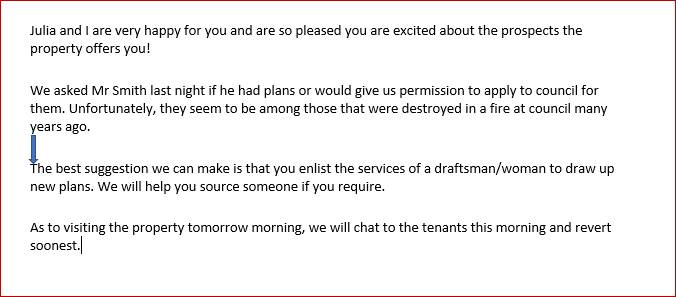 Julia and I are very happy for you and are so pleased you are excited about the prospects the
property offers you!
We asked Mr Smith last night if he had plans or would give us permission to apply to council for
them. Unfortunately, they seem to be among those that were destroyed in a fire at council many
years ago.
The best suggestion we can make is that you enlist the services of a draftsman/woman to draw up
new plans. We will help you source someone if you require.
As to visiting the property tomorrow morning, we will chat to the tenants this morning and revert
soonest.